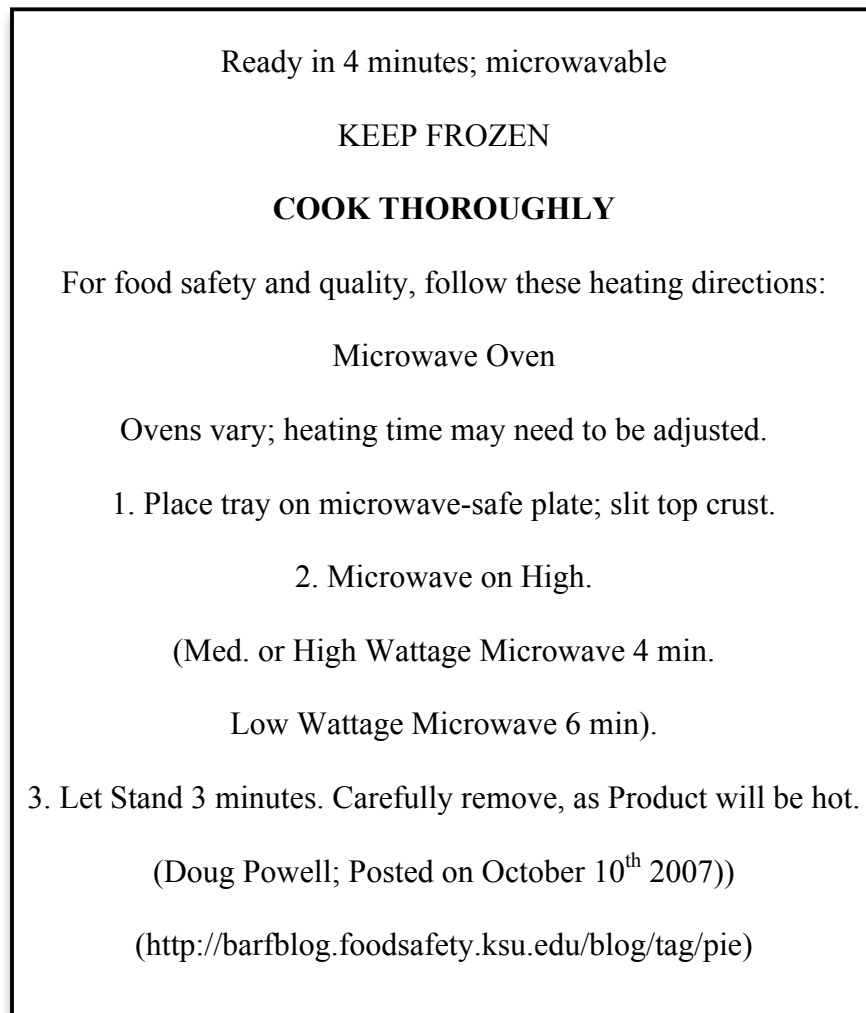 Ready in 4 minutes; microwavable
KEEP FROZEN
COOK THOROUGHLY
For food safety and quality, follow these heating directions:
Microwave Oven
Ovens vary; heating time may need to be adjusted.
1. Place tray on microwave-safe plate; slit top crust.
2. Microwave on High.
(Med. or High Wattage Microwave 4 min.
Low Wattage Microwave 6 min).
3. Let Stand 3 minutes. Carefully remove, as Product will be hot.
(Doug Powell; Posted on October 10th 2007))
(http://barfblog.foodsafety.ksu.edu/blog/tag/pie)